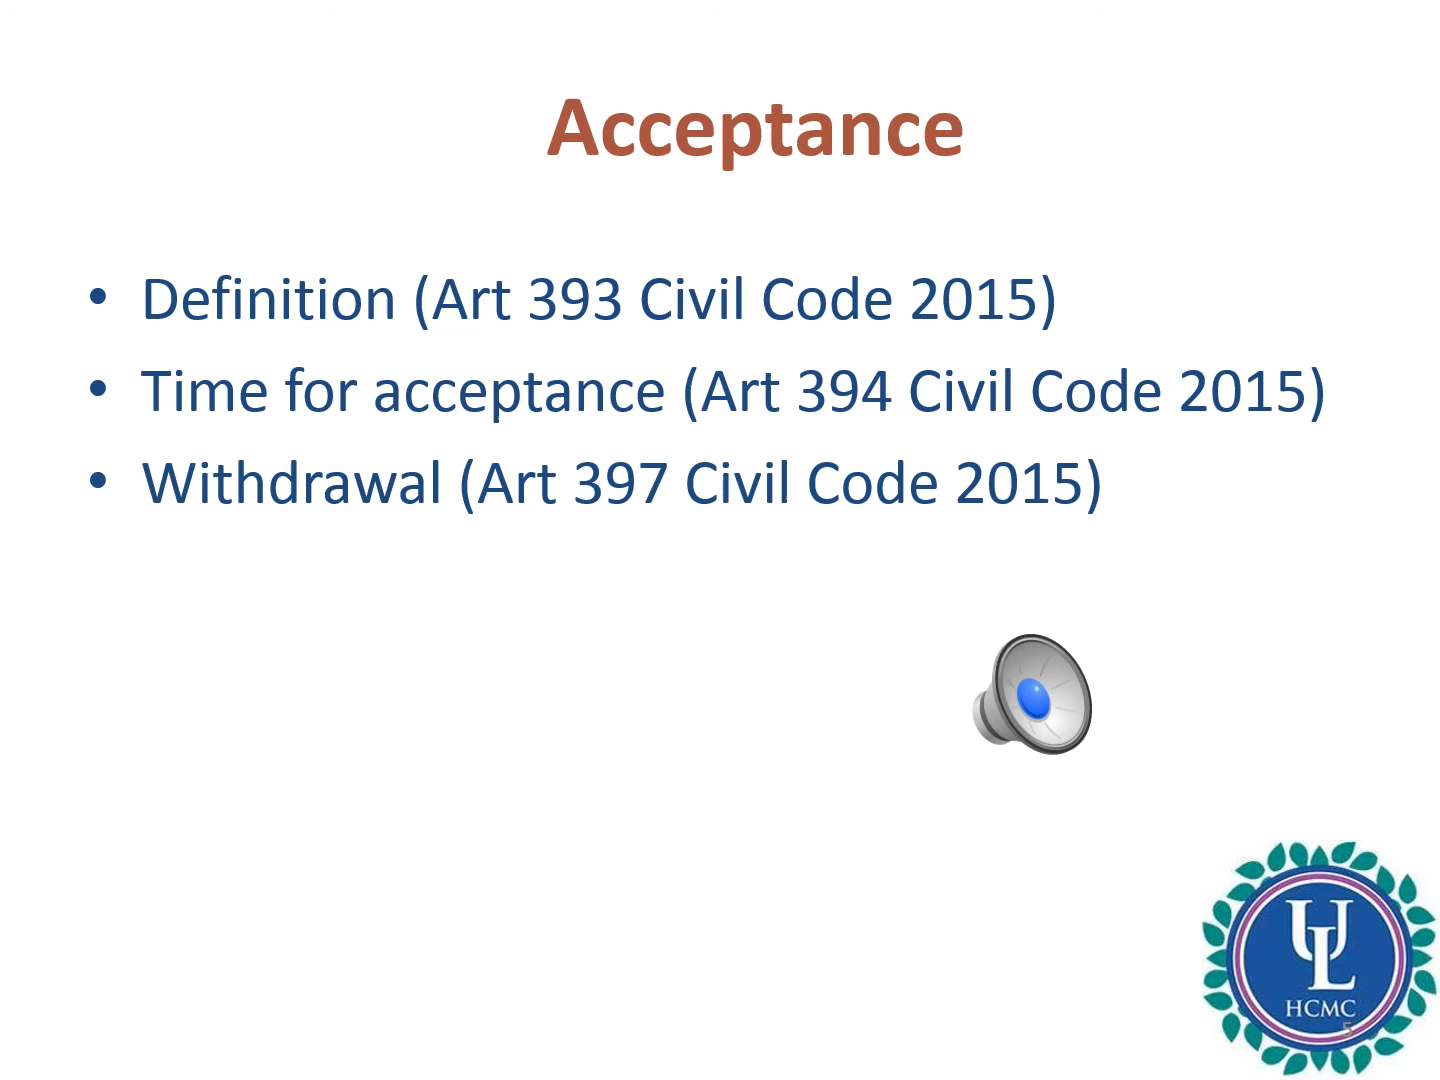 Acceptance
• Definition (Art 393 Civil Code 2015)
• Time for acceptance (Art 394 Civil Code 2015)
• Withdrawal (Art 397 Civil Code 2015)
UL
HCMC
5